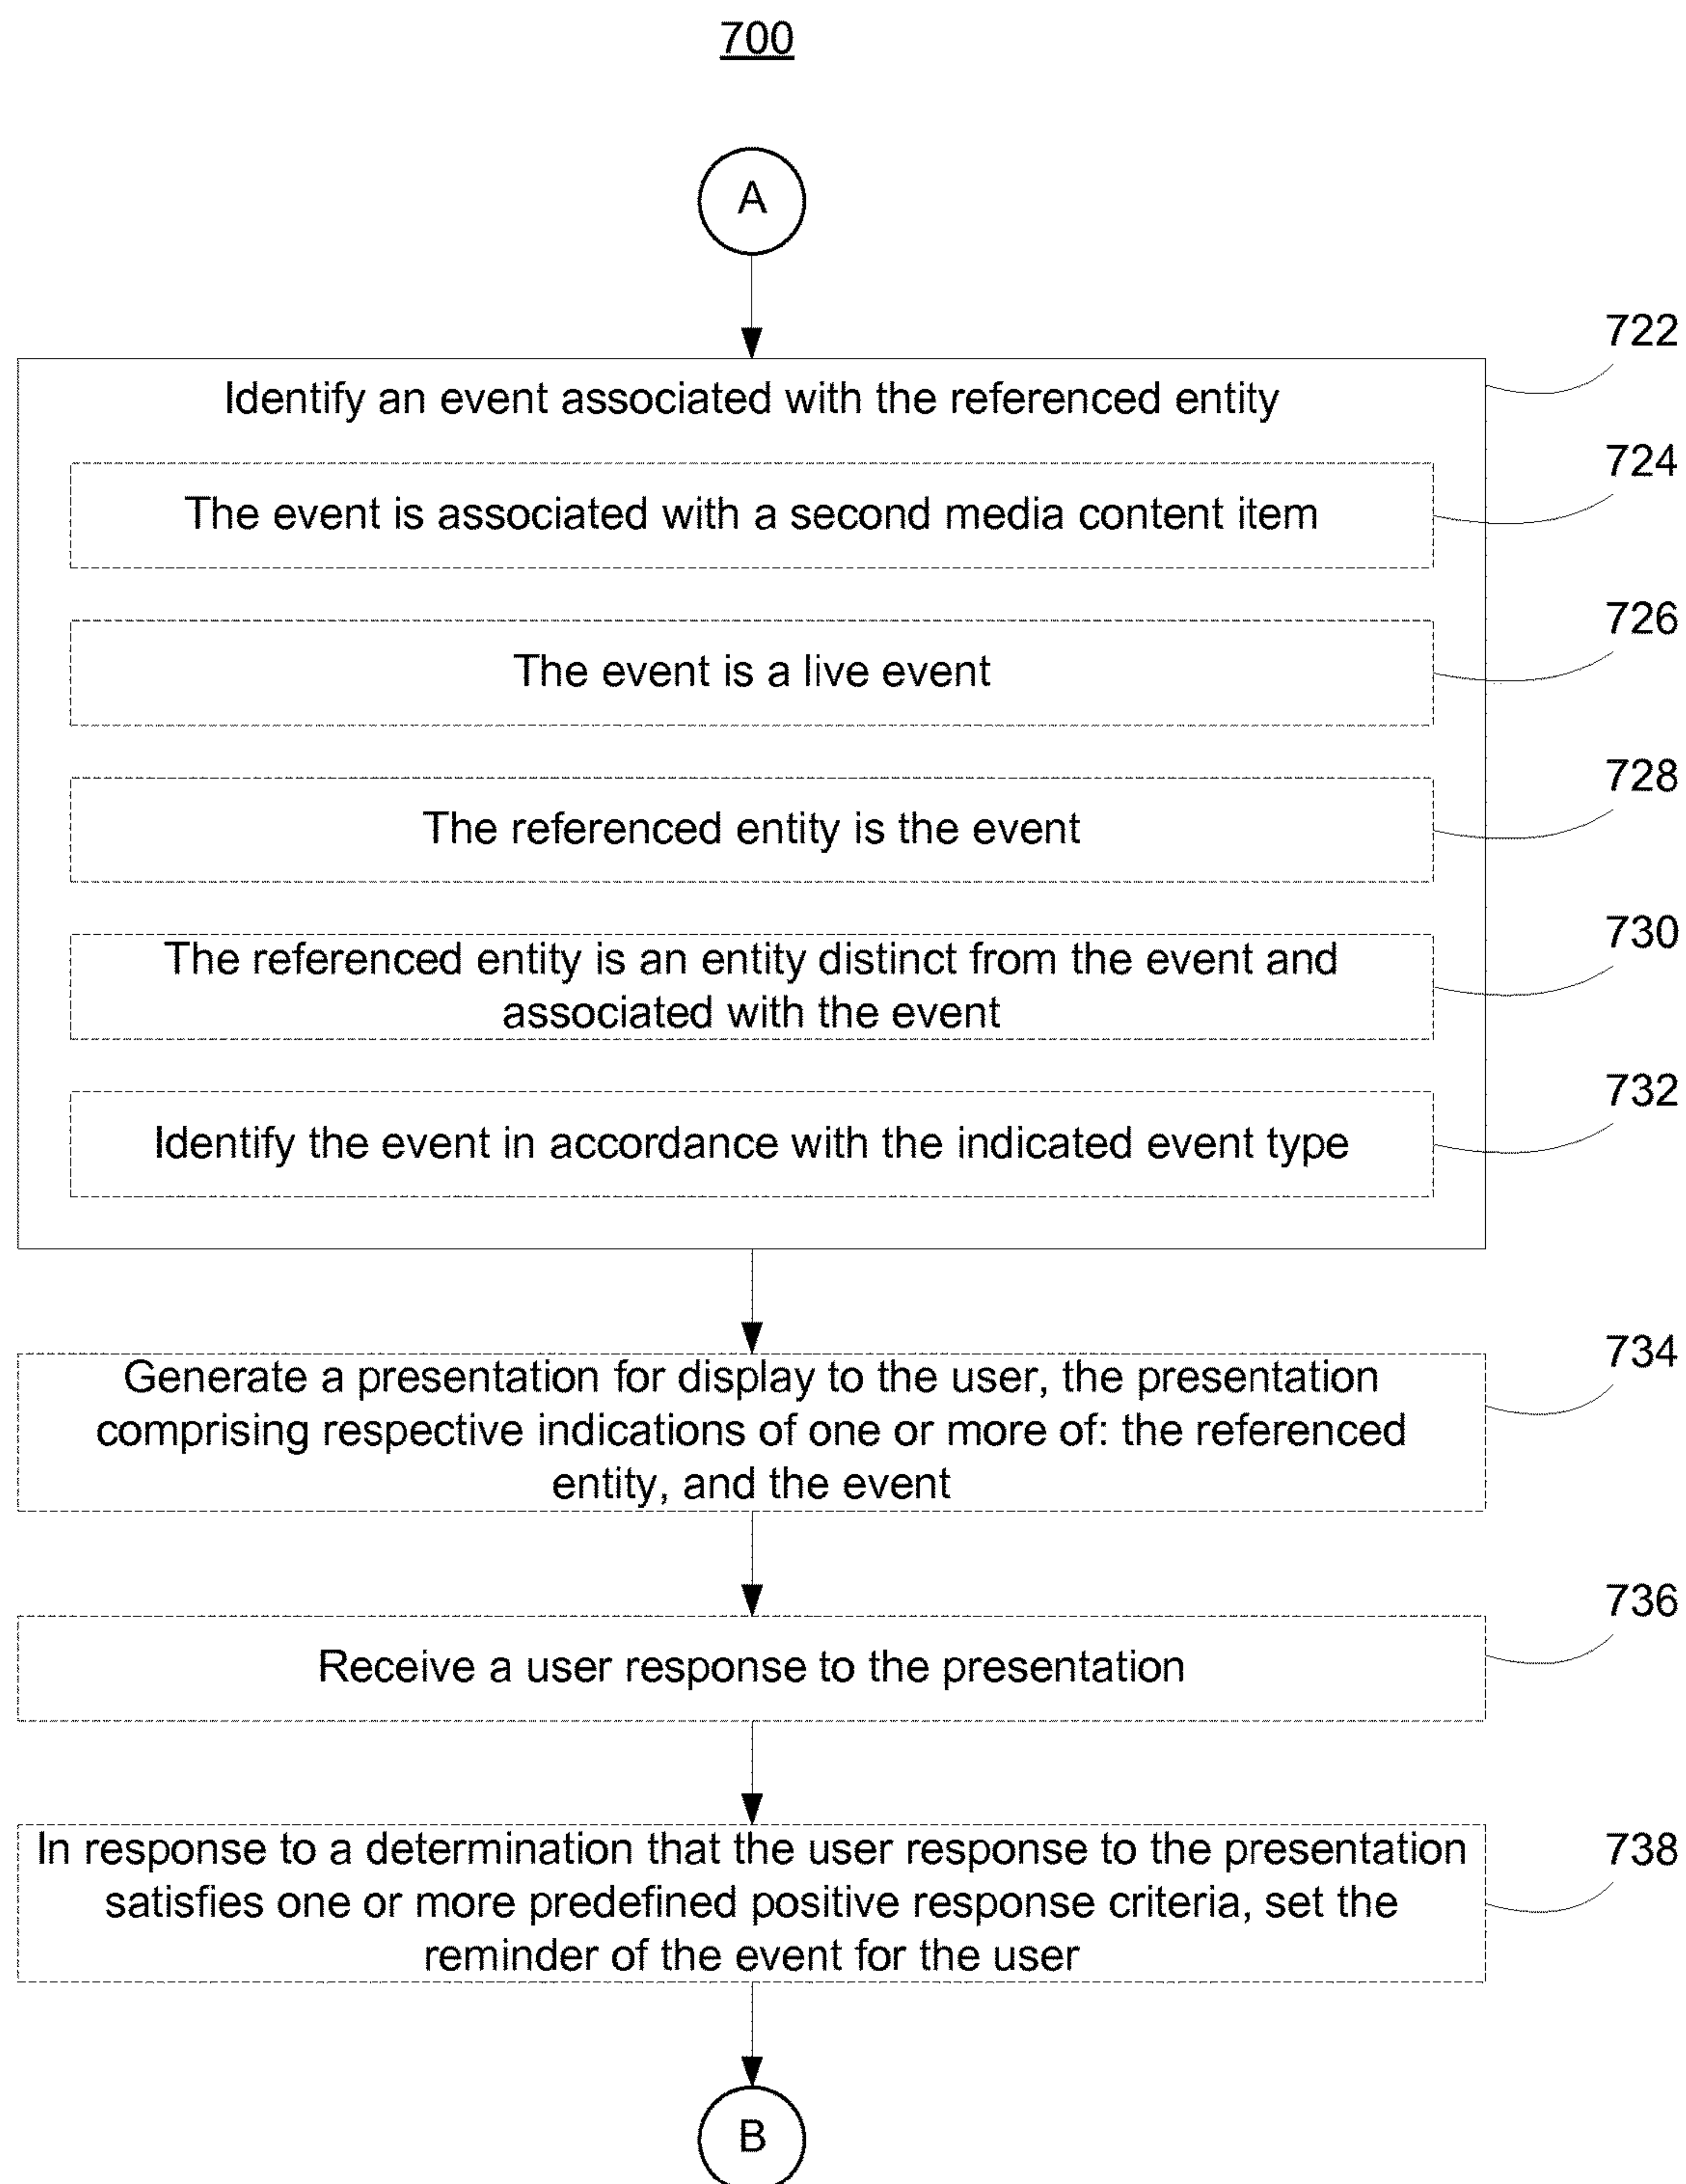 700
A
722
Identify an event associated with the referenced entity
724
The event is associated with a second media content item
726
The event is a live event
728
The referenced entity is the event
730
The referenced entity is an entity distinct from the event and
associated with the event
732
Identify the event in accordance with the indicated event type
734
Generate a presentation for display to the user, the presentation
comprising respective indications of one or more of: the referenced
entity, and the event
736
Receive a user response to the presentation
738
In response to a determination that the user response to the presentation
satisfies one or more predefined positive response criteria, set the
reminder of the event for the user
B